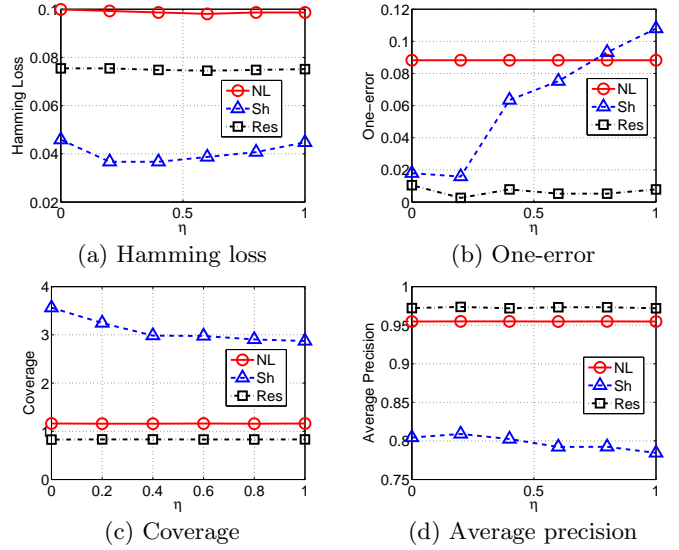 0.1
0.08
0.06
0.04
0.02
Hamming Loss
NL
Sh
Res
0
0.5
1
η
(a) Hamming loss
0.12
0.1
0.08
0.06
0.04
0.02
0
One−error
NL
Sh
Res
0
0.5
1
η
(b) One-error
4
3
2
1
0
Coverage
NL
Sh
Res
0 0.2 0.4 0.6 0.8 1
η
(c) Coverage
1
0.95
0.9
0.85
0.8
0.75
Average Precision
NL
Sh
Res
0
0.5
1
η
(d) Average precision